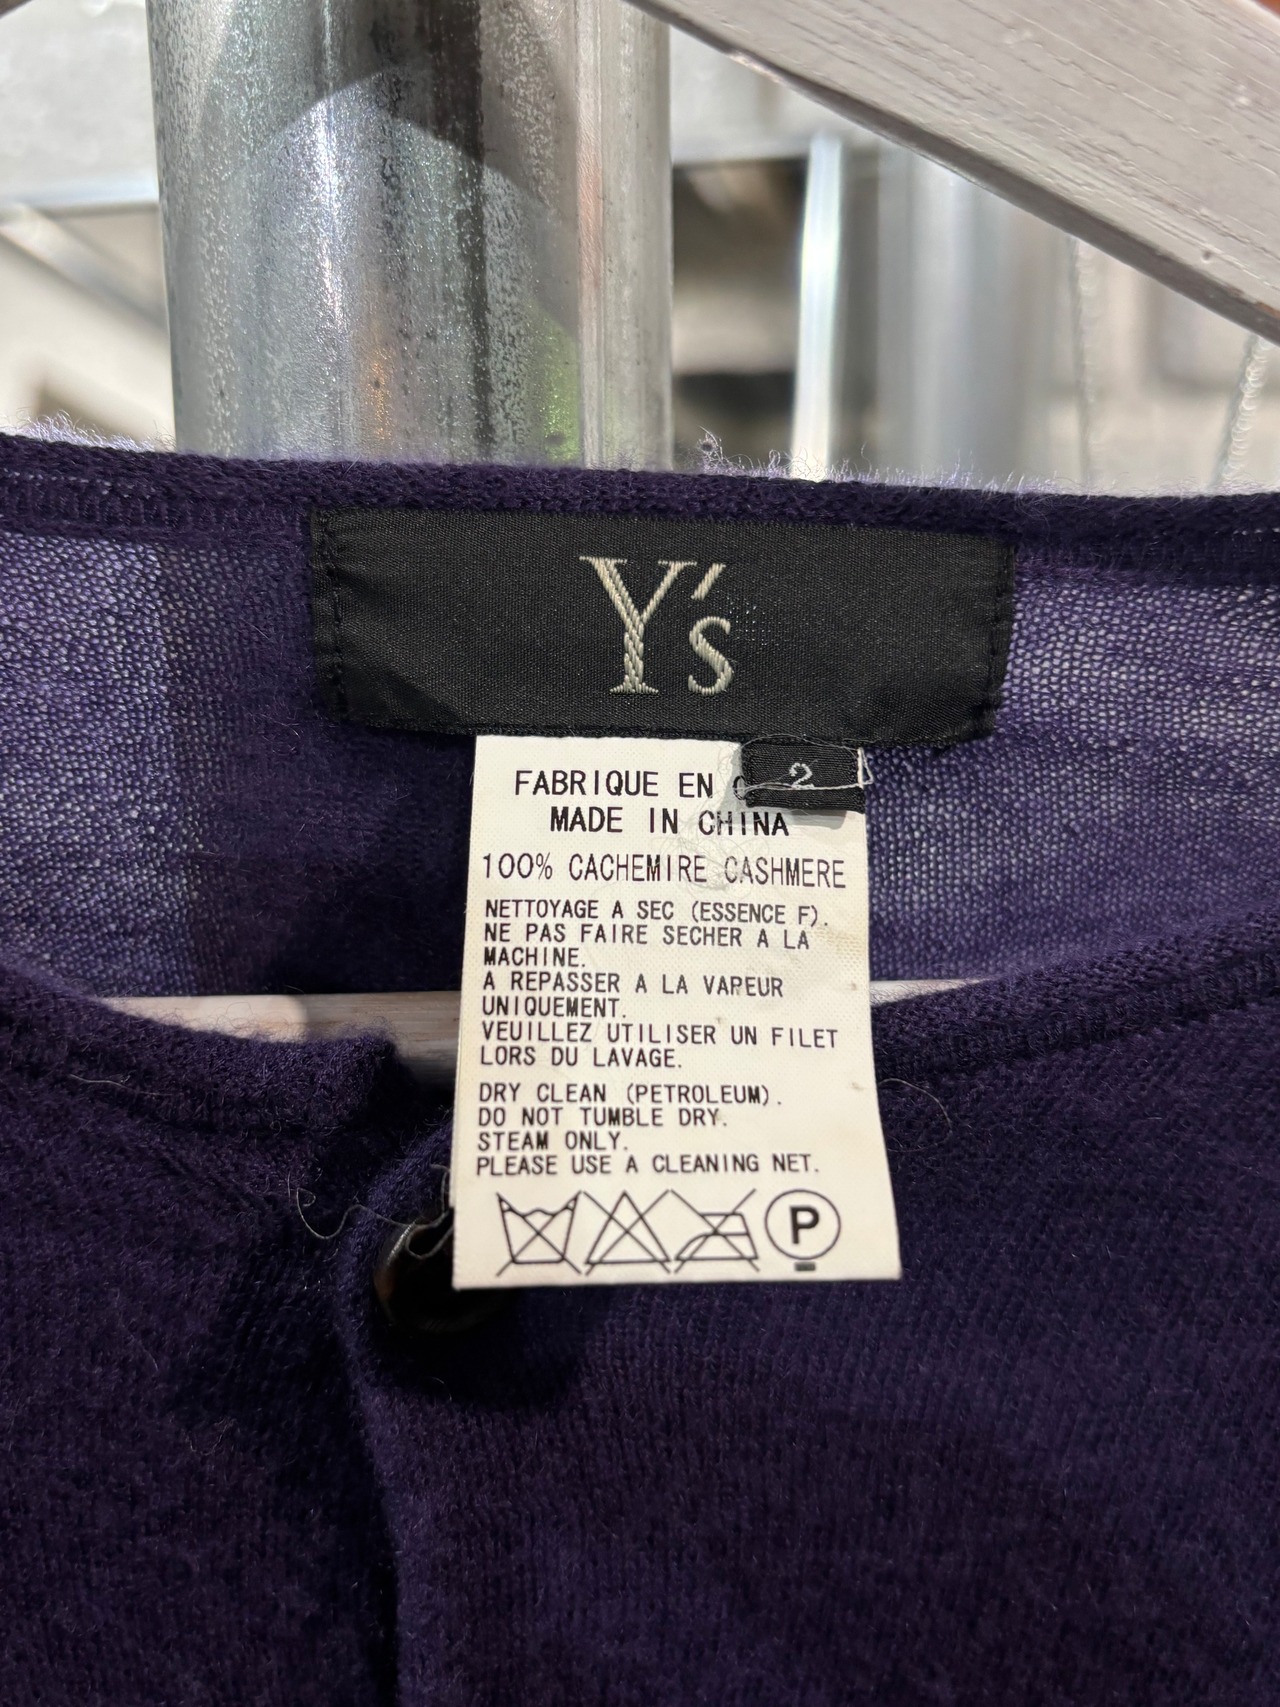 Y's
2
FABRIQUE EN
MADE IN CHINA
100% CACHEMIRE CASHMERE
NETTOYAGE A SEC (ESSENCE F).
NE PAS FAIRE SECHER A LA
MACHINE.
A REPASSER A LA VAPEUR
UNIQUEMENT.
VEUILLEZ UTILISER UN FILET
LORS DU LAVAGE.
DRY CLEAN (PETROLEUM).
DO NOT TUMBLE DRY.
STEAM ONLY.
PLEASE USE A CLEANING NET.
P